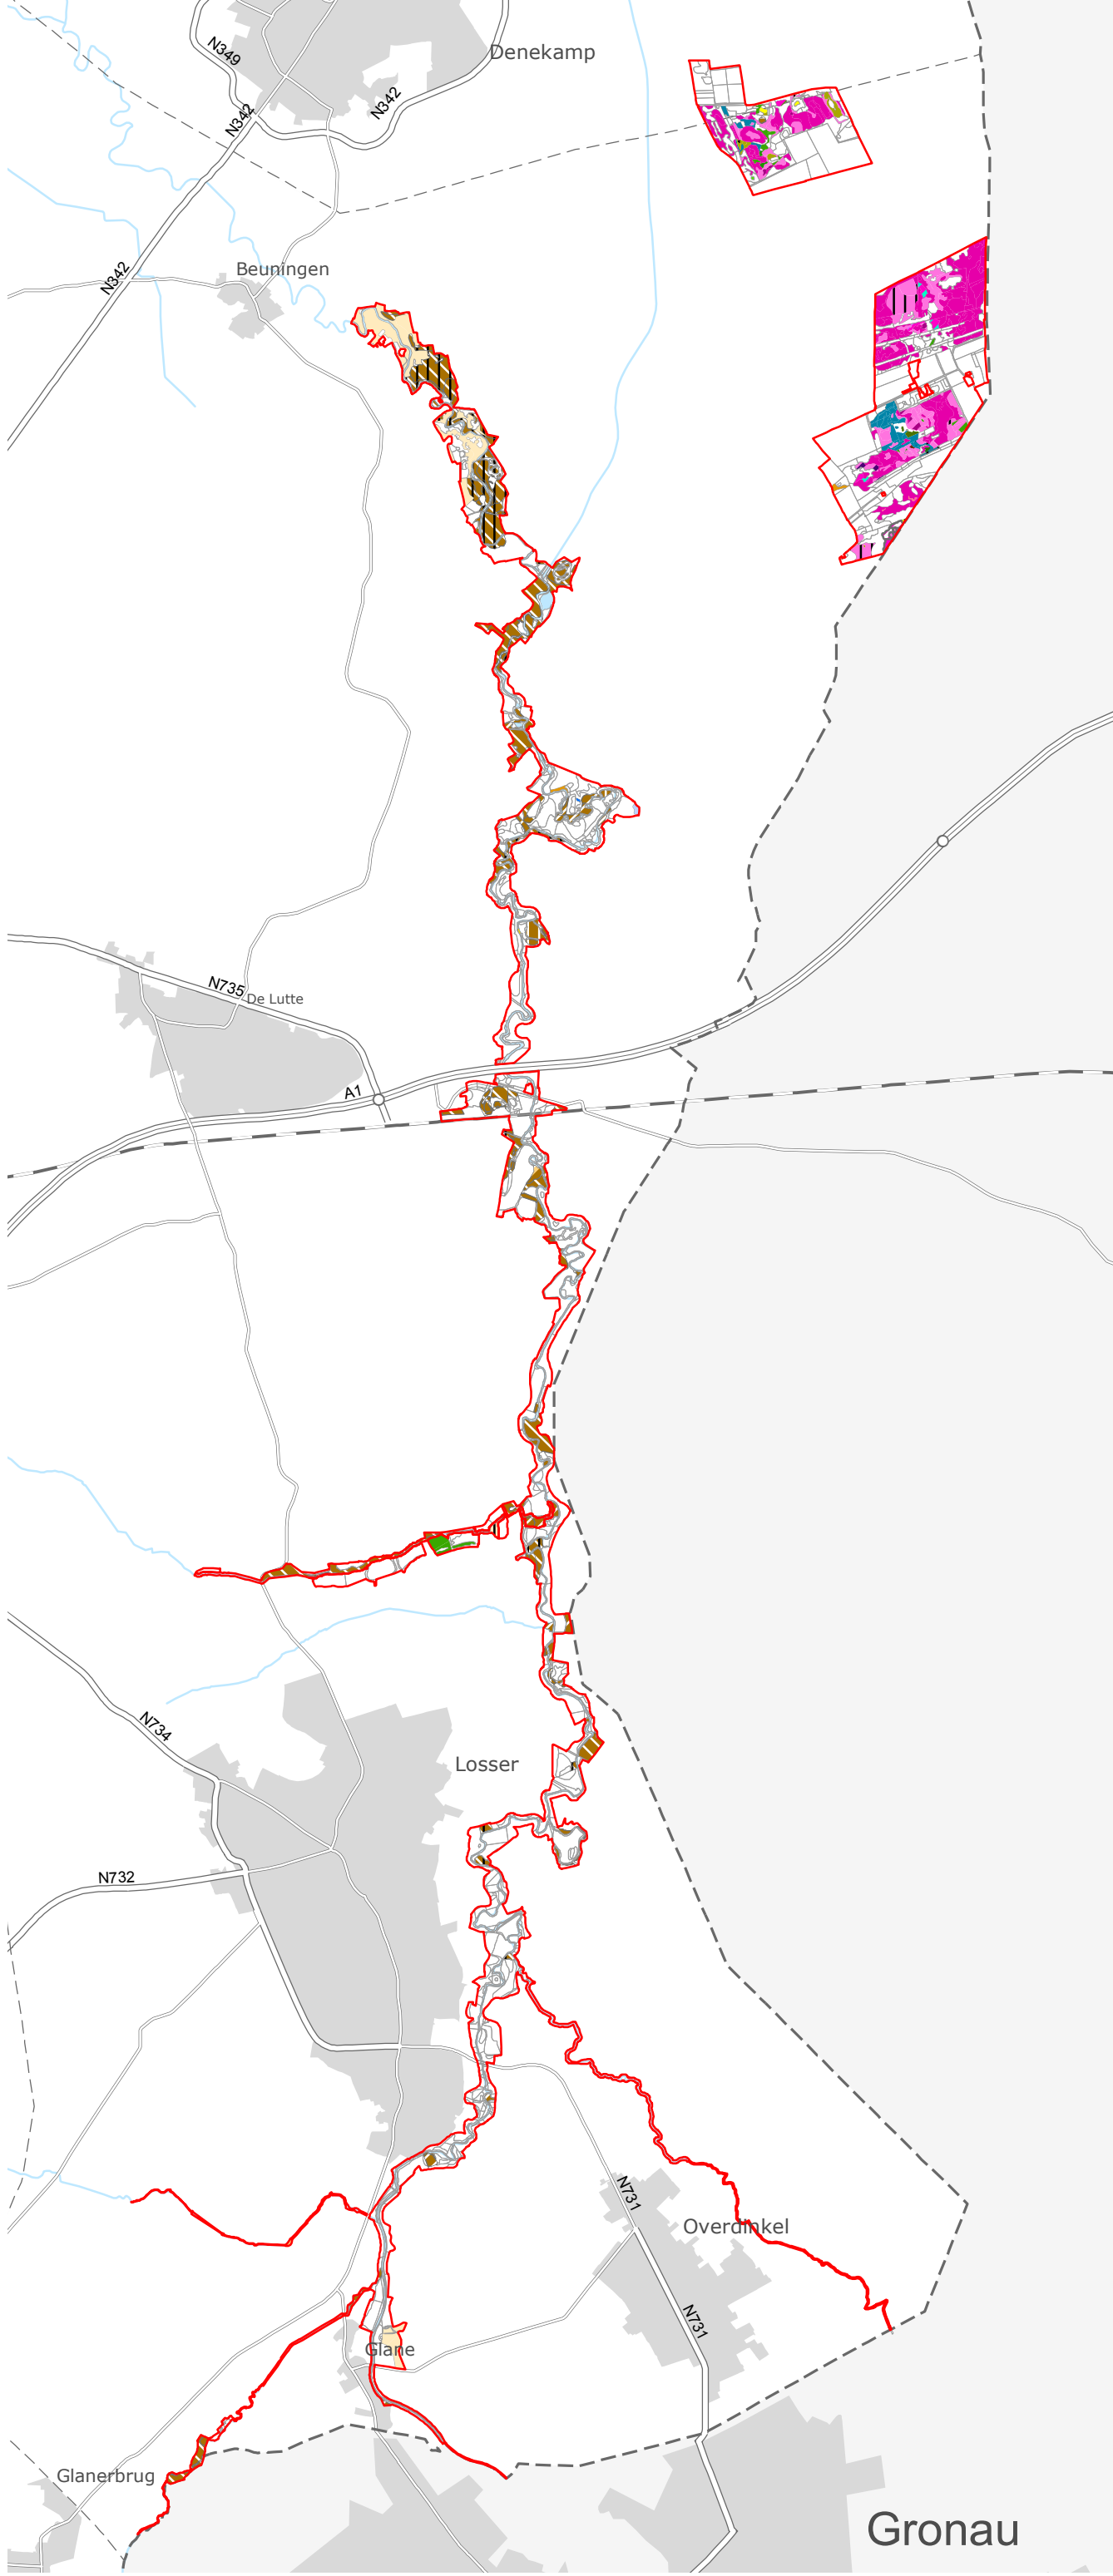 Denekamp
N349
N342
N342
Beuningen
N342
N735
De Lutte
A1
N734
Losser
N732
N731
Overdinkel
N731
Glane
Glanerbrug
Gronau